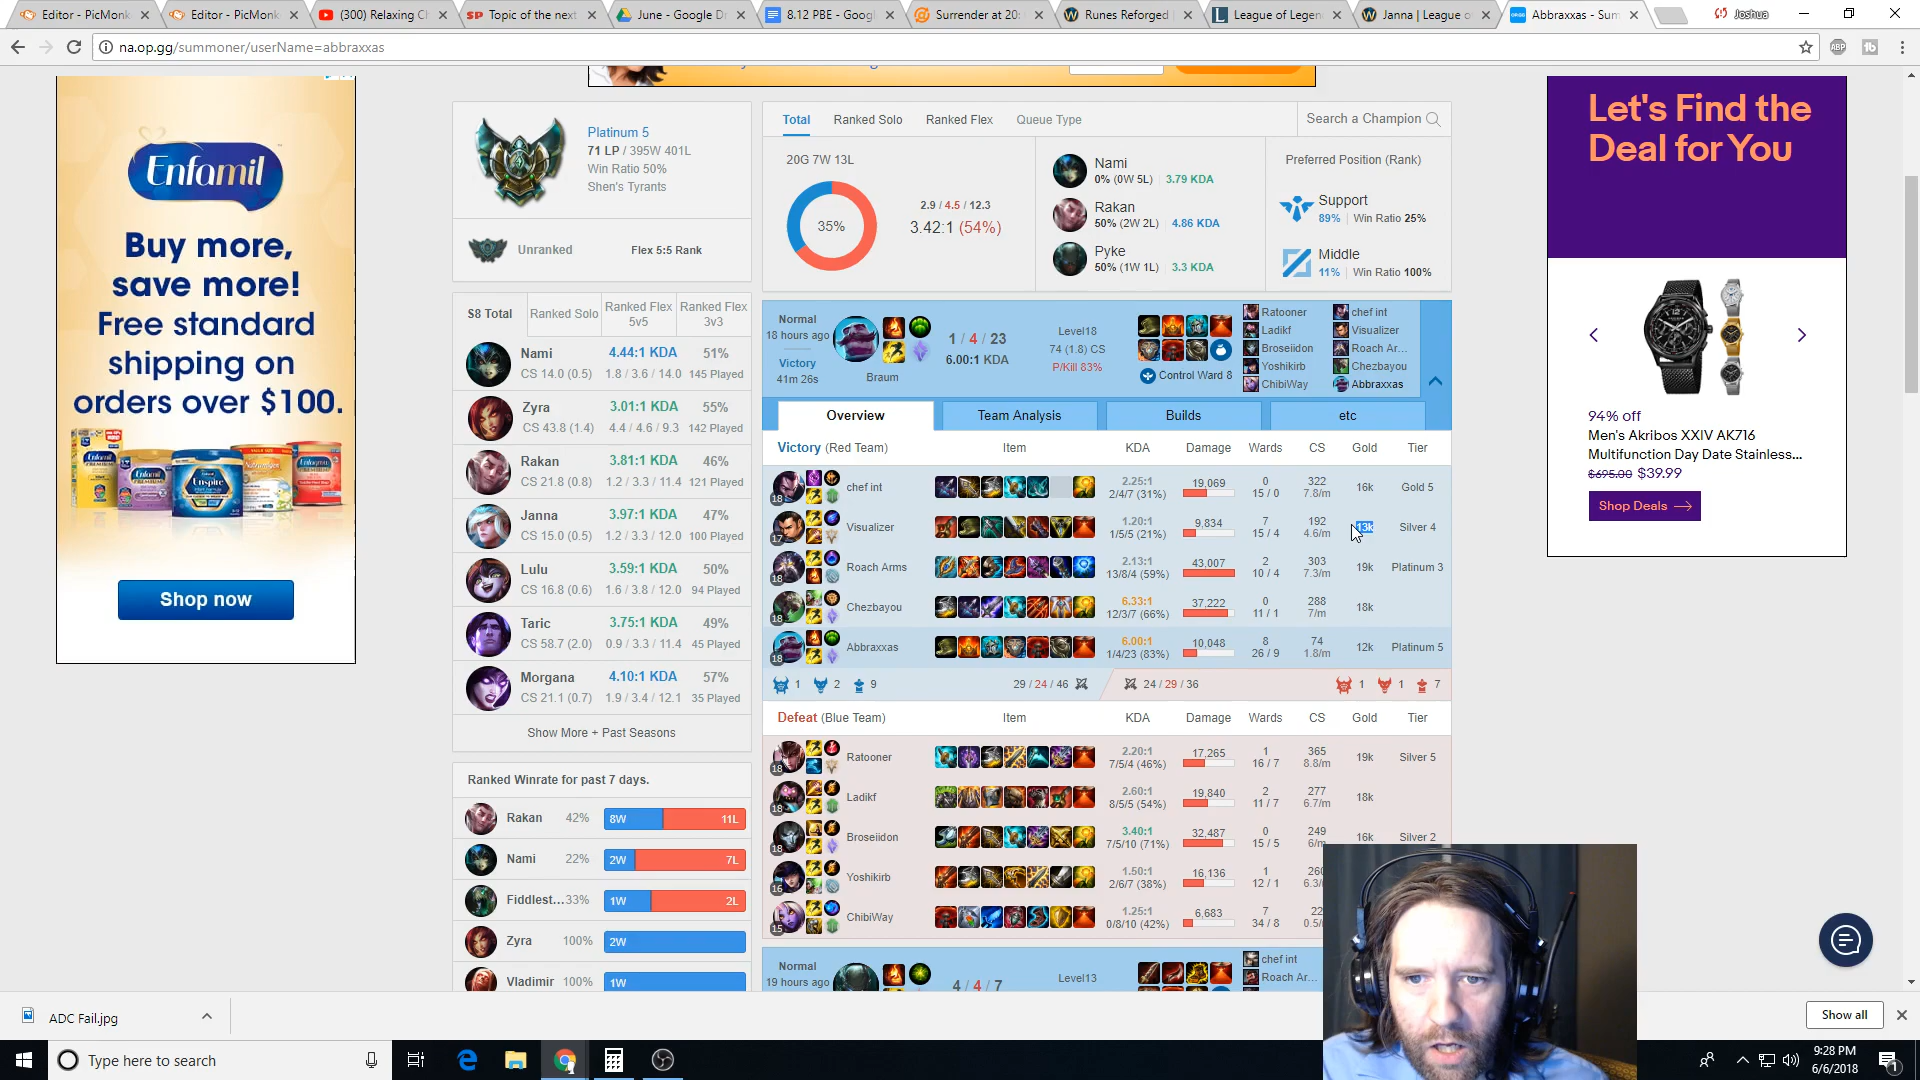 Editor - PicMonk
Editor - PicMonk
(300) Relaxing Ch
Topic of the next
June - Google Dr
8.12 PBE - Googl
Surrender at 20:
Runes Reforged
League of Legen
Janna | League o
Abbraxxas - Sum
Joshua
na.op.gg/summoner/userName=abbraxxas
Enfamil
Buy more,
save more!
Free standard
shipping on
orders over $100.
Shop now
Platinum 5
71 LP / 395W 401L
Win Ratio 50%
Shen's Tyrants
Unranked
Flex 5:5 Rank
S8 Total
Ranked Solo
Ranked Flex 5v5
Ranked Flex 3v3
Nami 4.44:1 KDA 51%
CS 14.0 (0.5) 1.8 / 3.6 / 14.0 145 Played
Zyra 3.01:1 KDA 55%
CS 43.8 (1.4) 4.4 / 4.6 / 9.3 142 Played
Rakan 3.81:1 KDA 46%
CS 21.8 (0.8) 1.2 / 3.3 / 11.4 121 Played
Janna 3.97:1 KDA 47%
CS 15.0 (0.5) 1.2 / 3.3 / 12.0 100 Played
Lulu 3.59:1 KDA 50%
CS 16.8 (0.6) 1.6 / 3.8 / 12.0 94 Played
Taric 3.75:1 KDA 49%
CS 58.7 (2.0) 0.9 / 3.3 / 11.4 45 Played
Morgana 4.10:1 KDA 57%
CS 21.1 (0.7) 1.9 / 3.4 / 12.1 35 Played
Show More + Past Seasons
Ranked Winrate for past 7 days.
Rakan 42% 8W 11L
Nami 22% 2W 7L
Fiddlest... 33% 1W 2L
Zyra 100% 2W
Vladimir 100% 1W
Total
Ranked Solo
Ranked Flex
Queue Type
Search a Champion
20G 7W 13L
35%
2.9 / 4.5 / 12.3
3.42:1 (54%)
Nami
0% (0W 5L) 3.79 KDA
Rakan
50% (2W 2L) 4.86 KDA
Pyke
50% (1W 1L) 3.3 KDA
Preferred Position (Rank)
Support
89% Win Ratio 25%
Middle
11% Win Ratio 100%
Normal
18 hours ago
Victory
41m 26s
Braum
1 / 4 / 23
6.00:1 KDA
Level18
74 (1.8) CS
P/Kill 83%
Control Ward 8
Ratooner chef int
Ladikf Visualizer
Broseiidon Roach Ar...
Yoshikirb Chezbayou
ChibiWay Abbraxxas
Overview
Team Analysis
Builds
etc
Victory (Red Team) Item KDA Damage Wards CS Gold Tier
18 chef int 2.25:1 19,069 0 322 16k Gold 5
2/4/7 (31%) 15 / 0 7.8/m
17 Visualizer 1.20:1 9,834 7 192 13k Silver 4
1/5/5 (21%) 15 / 4 4.6/m
18 Roach Arms 2.13:1 43,007 2 303 19k Platinum 3
13/8/4 (59%) 10 / 4 7.3/m
18 Chezbayou 6.33:1 37,222 0 288 18k
12/3/7 (66%) 11 / 1 7/m
18 Abbraxxas 6.00:1 10,048 8 74 12k Platinum 5
1/4/23 (83%) 26 / 9 1.8/m
1 2 9 29 / 24 / 46 24 / 29 / 36 1 1 7
Defeat (Blue Team) Item KDA Damage Wards CS Gold Tier
18 Ratooner 2.20:1 17,265 1 365 19k Silver 5
7/5/4 (46%) 16 / 7 8.8/m
18 Ladikf 2.60:1 19,840 2 277 18k
8/5/5 (54%) 11 / 7 6.7/m
18 Broseiidon 3.40:1 32,487 0 249 16k Silver 2
7/5/10 (71%) 15 / 5 6/m
16 Yoshikirb 1.50:1 16,136 1 260
2/6/7 (38%) 12 / 1 6.3/
15 ChibiWay 1.25:1 6,683 7 22
0/8/10 (42%) 34 / 8 0.5/
Normal
19 hours ago
4 / 4 / 7
Level13
chef int
Roach Ar...
Let's Find the
Deal for You
94% off
Men's Akribos XXIV AK716
Multifunction Day Date Stainless...
$695.00 $39.99
Shop Deals
ADC Fail.jpg
Show all
Type here to search
9:28 PM
6/6/2018
1